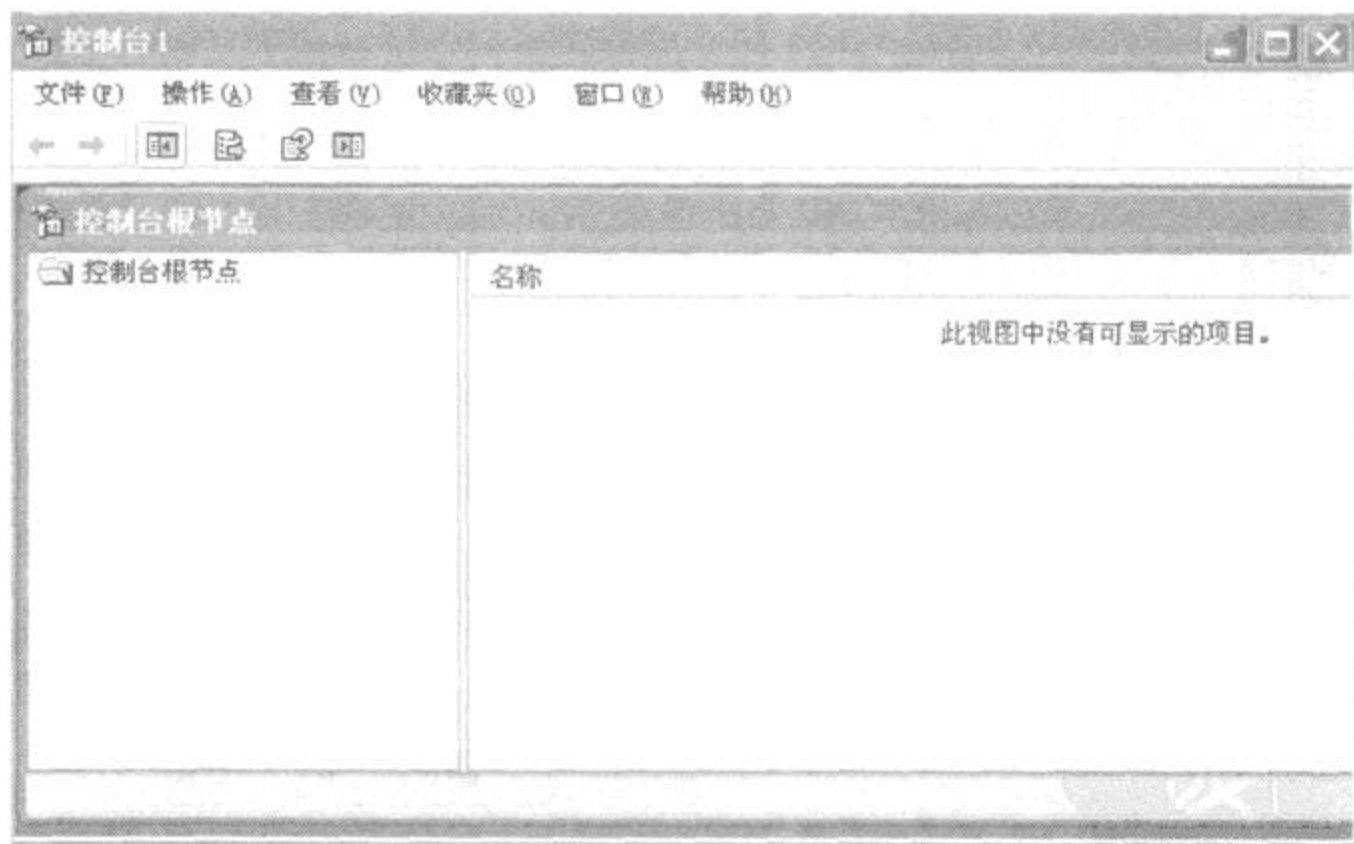 控制台1
文件(F) 操作(A) 查看(V) 收藏夹(O) 窗口(W) 帮助(H)
控制台根节点
控制台根节点
名称
此视图中没有可显示的项目。